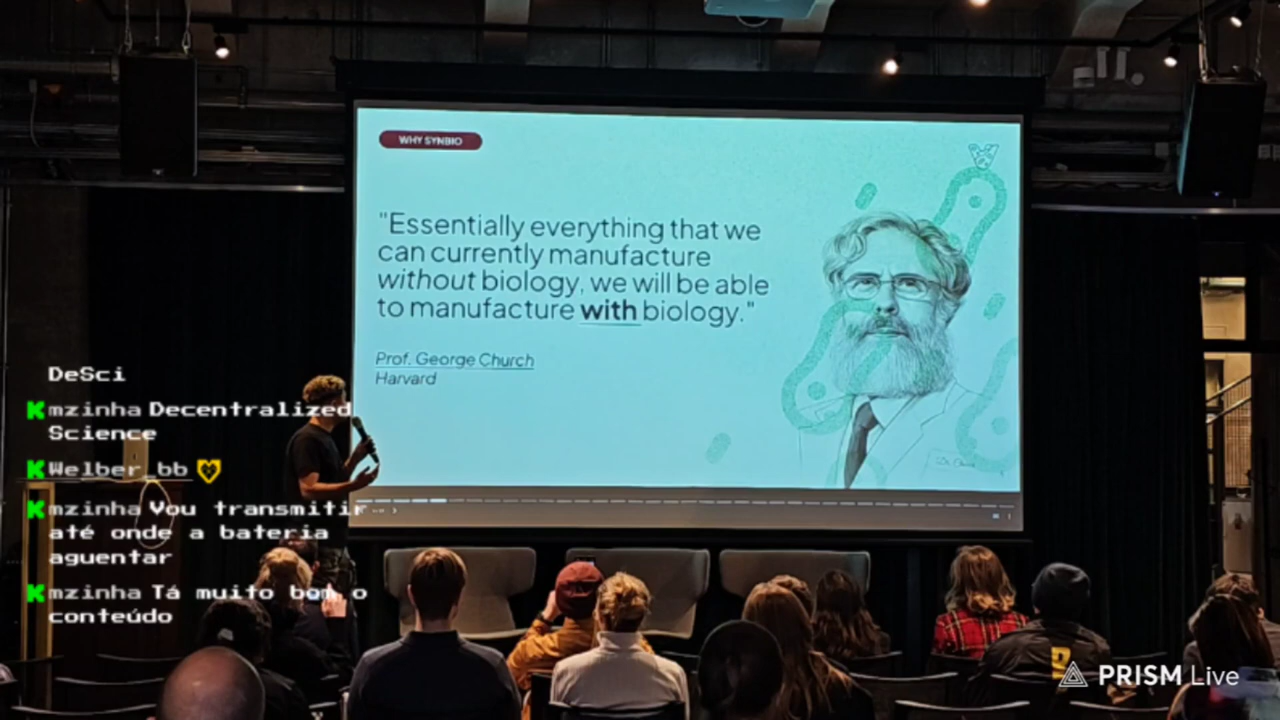 WHY SYNBIO
"Essentially everything that we
can currently manufacture
without biology, we will be able
to manufacture with biology."
Prof. George Church
Harvard
DeSci
mzinha Decentralized
Science
Welber_bb
mzinha Vou transmitir
até onde a bateria
aguentar
mzinha Tá muito bom o
conteúdo
PRISM Live